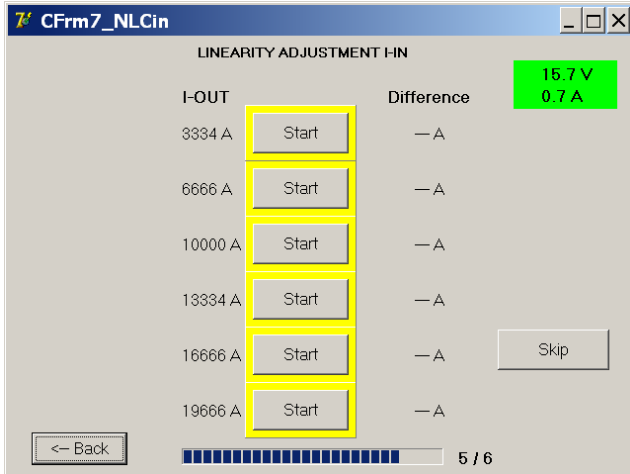 CFrm7_NLCin
LINEARITY ADJUSTMENT I-IN
15.7 V
0.7 A
I-OUT Difference
3334 A Start — A
6666 A Start — A
10000 A Start — A
13334 A Start — A
16666 A Start — A
Skip
19666 A Start — A
<-- Back
5 / 6